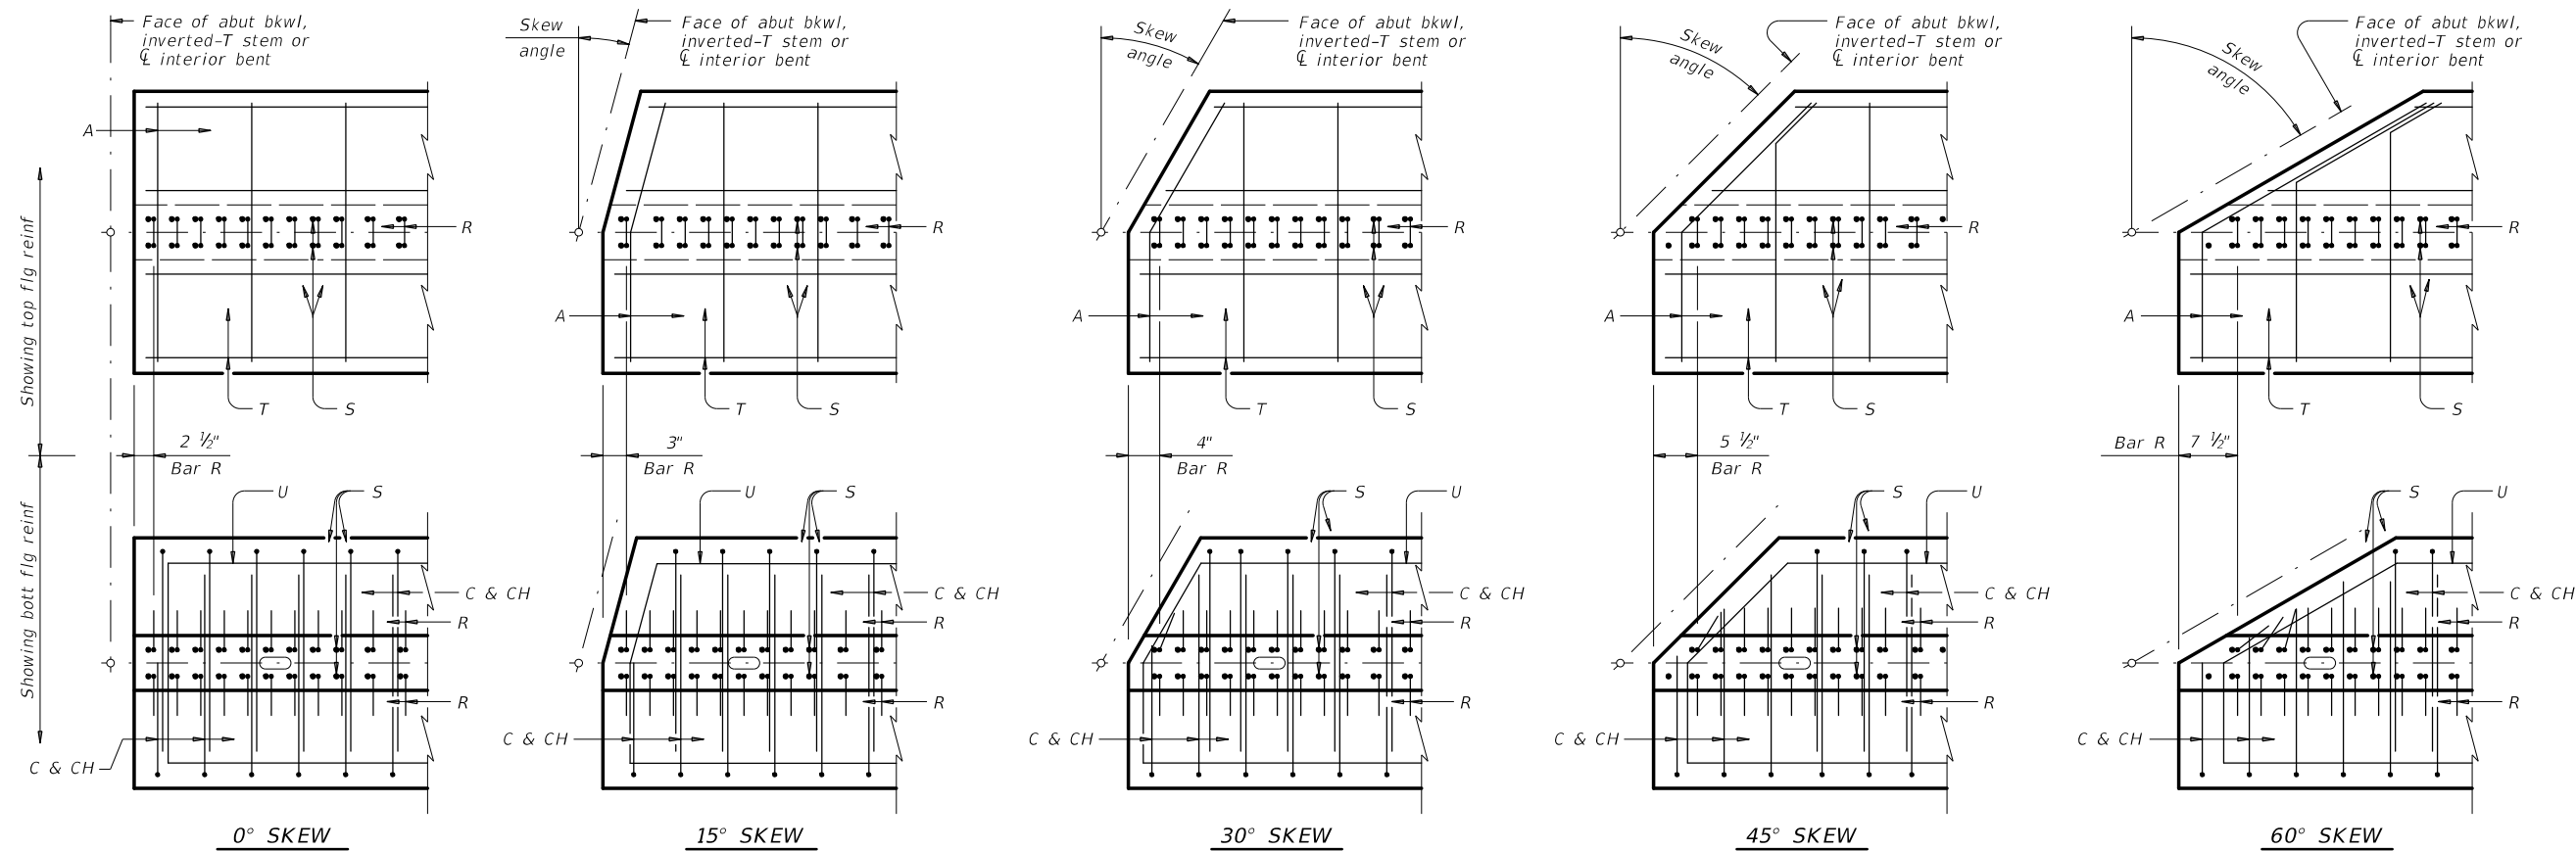 Face of abut bkwl,
inverted-T stem or
℄ interior bent
Skew
angle
Face of abut bkwl,
inverted-T stem or
℄ interior bent
Skew
angle
Face of abut bkwl,
inverted-T stem or
℄ interior bent
Skew
angle
Face of abut bkwl,
inverted-T stem or
℄ interior bent
Skew
angle
Face of abut bkwl,
inverted-T stem or
℄ interior bent
A
R
R
R
R
R
A
A
A
A
T
S
T
S
T
S
T
S
T
S
Showing top flg reinf
Showing bott flg reinf
2 ½"
Bar R
3"
Bar R
4"
Bar R
5 ½"
Bar R
Bar R 7 ½"
U
S
U
S
S
U
S
U
S
U
C & CH
R
C & CH
R
C & CH
R
C & CH
R
C & CH
R
R
R
R
R
R
C & CH
C & CH
C & CH
C & CH
C & CH
0° SKEW
15° SKEW
30° SKEW
45° SKEW
60° SKEW